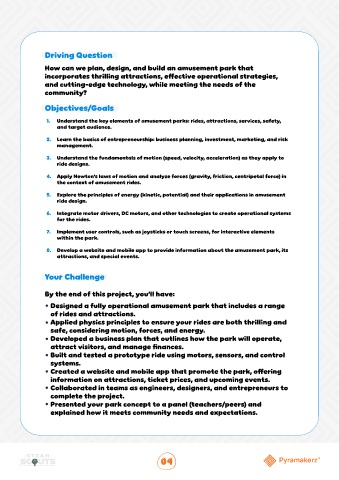 Driving Question
How can we plan, design, and build an amusement park that
incorporates thrilling attractions, effective operational strategies,
and cutting-edge technology, while meeting the needs of the
community?
Objectives/Goals
1. Understand the key elements of amusement parks: rides, attractions, services, safety,
and target audience.
2. Learn the basics of entrepreneurship: business planning, investment, marketing, and risk
management.
3. Understand the fundamentals of motion (speed, velocity, acceleration) as they apply to
ride designs.
4. Apply Newton's laws of motion and analyze forces (gravity, friction, centripetal force) in
the context of amusement rides.
5. Explore the principles of energy (kinetic, potential) and their applications in amusement
ride design.
6. Integrate motor drivers, DC motors, and other technologies to create operational systems
for the rides.
7. Implement user controls, such as joysticks or touch screens, for interactive elements
within the park.
8. Develop a website and mobile app to provide information about the amusement park, its
attractions, and special events.
Your Challenge
By the end of this project, you'll have:
• Designed a fully operational amusement park that includes a range
of rides and attractions.
• Applied physics principles to ensure your rides are both thrilling and
safe, considering motion, forces, and energy.
• Developed a business plan that outlines how the park will operate,
attract visitors, and manage finances.
• Built and tested a prototype ride using motors, sensors, and control
systems.
• Created a website and mobile app that promote the park, offering
information on attractions, ticket prices, and upcoming events.
• Collaborated in teams as engineers, designers, and entrepreneurs to
complete the project.
• Presented your park concept to a panel (teachers/peers) and
explained how it meets community needs and expectations.
STEAM
SCOUTS
04
Pyramakerz